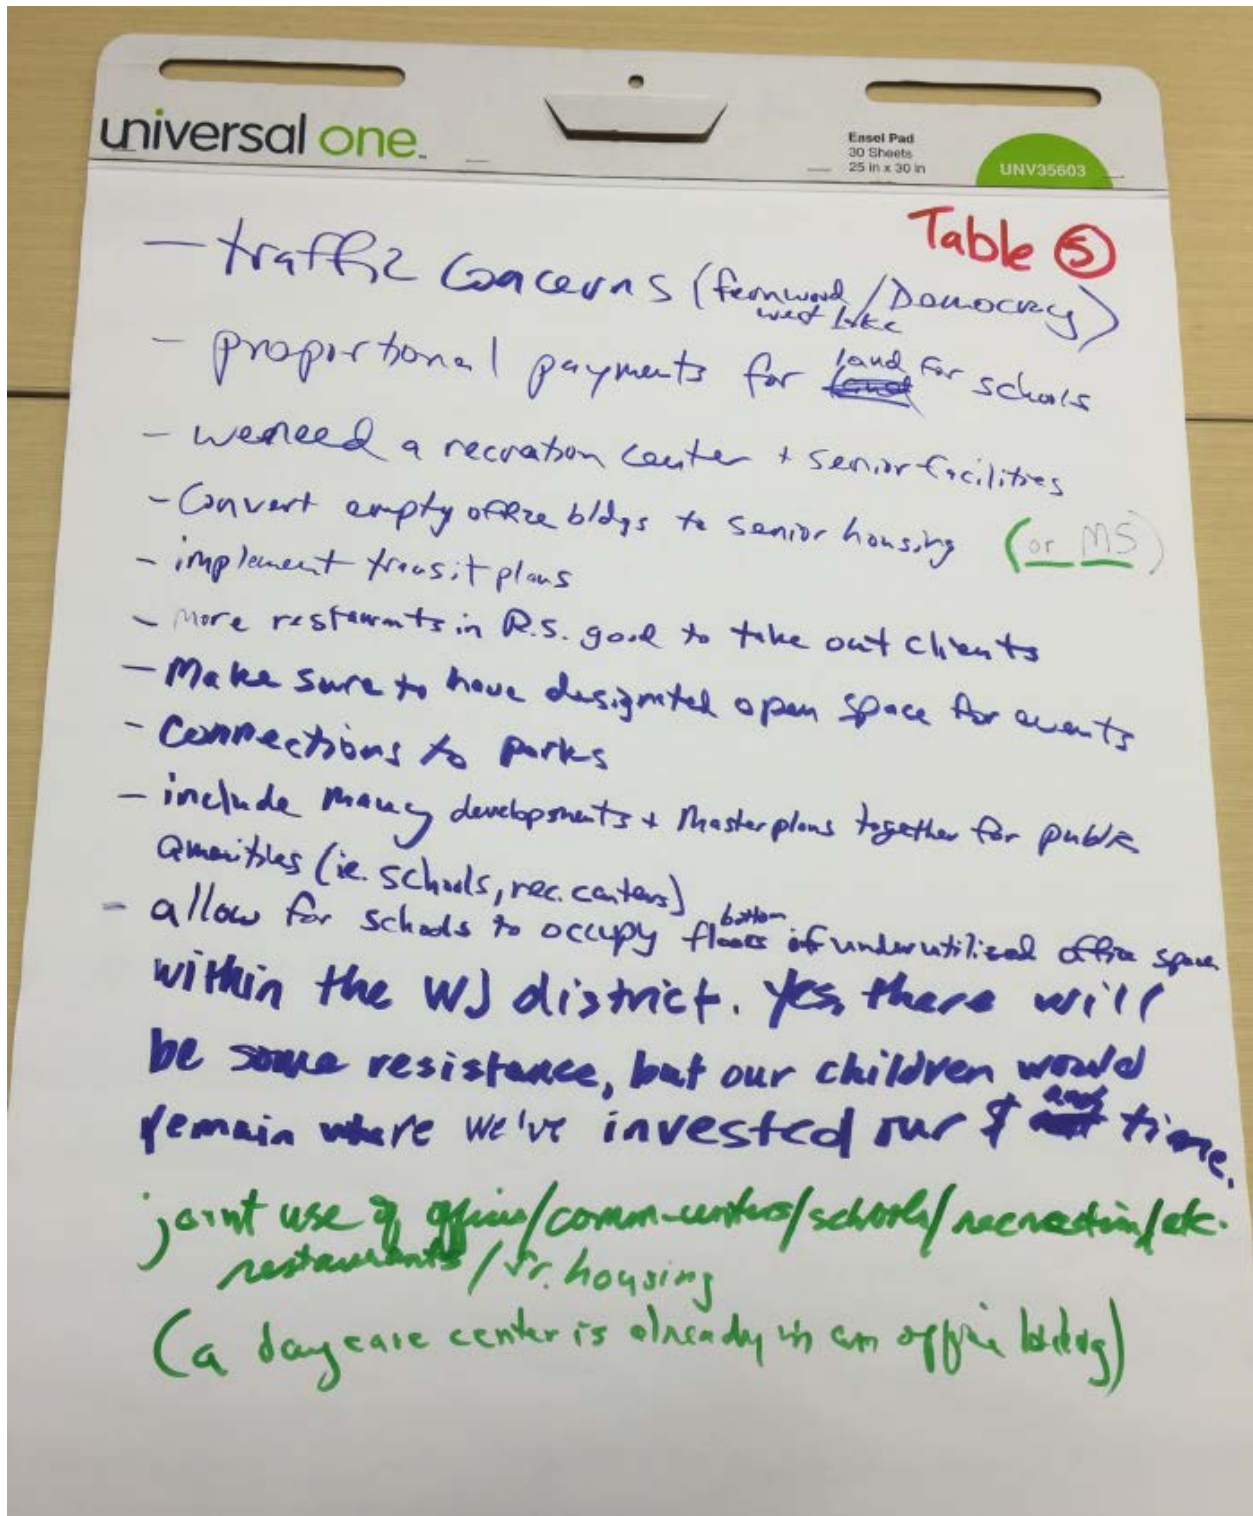 universal one
Easel Pad
30 Sheets
25 in x 30 in
UNV35603
Table 5
- traffic concerns (fernwood/Democracy)
west lake
- proportional payments for land for schools
- we need a recration center + senior facilities
- Convert empty office bldgs to senior housing (or MS)
- implement transit plans
- More restaurants in R.S. good to take out clients
- Make sure to have designated open space for events
- Connections to parks
- include many developments + Master plans together for public
amenities (ie. schools, rec. centers)
- allow for schools to occupy bottom floors of underutilized office space
within the WJ district. Yes, there will
be some resistance, but our children would
remain where we've invested our $ and time.
joint use of offices/comm-centers/schools/recreation/etc.
restaurants/Sr. housing
(a daycare center is already in an office bldg)